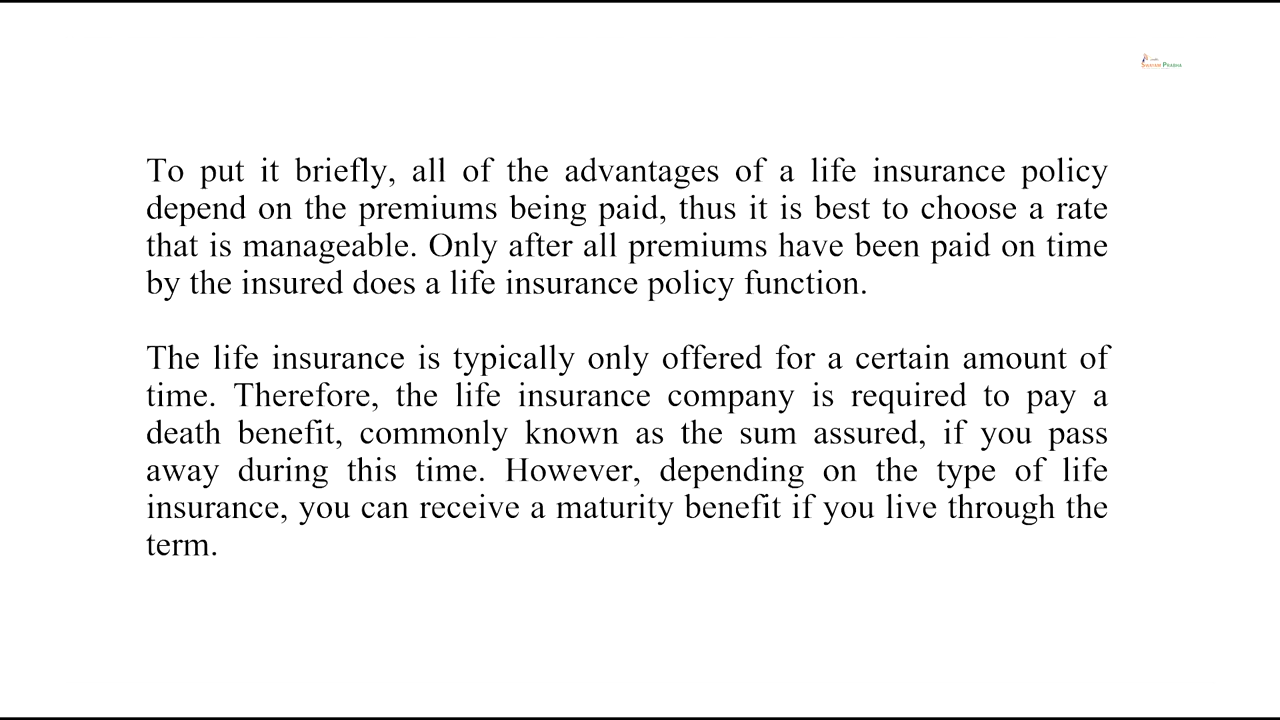 SWAYAM PRABHA
To put it briefly, all of the advantages of a life insurance policy
depend on the premiums being paid, thus it is best to choose a rate
that is manageable. Only after all premiums have been paid on time
by the insured does a life insurance policy function.
The life insurance is typically only offered for a certain amount of
time. Therefore, the life insurance company is required to pay a
death benefit, commonly known as the sum assured, if you pass
away during this time. However, depending on the type of life
insurance, you can receive a maturity benefit if you live through the
term.